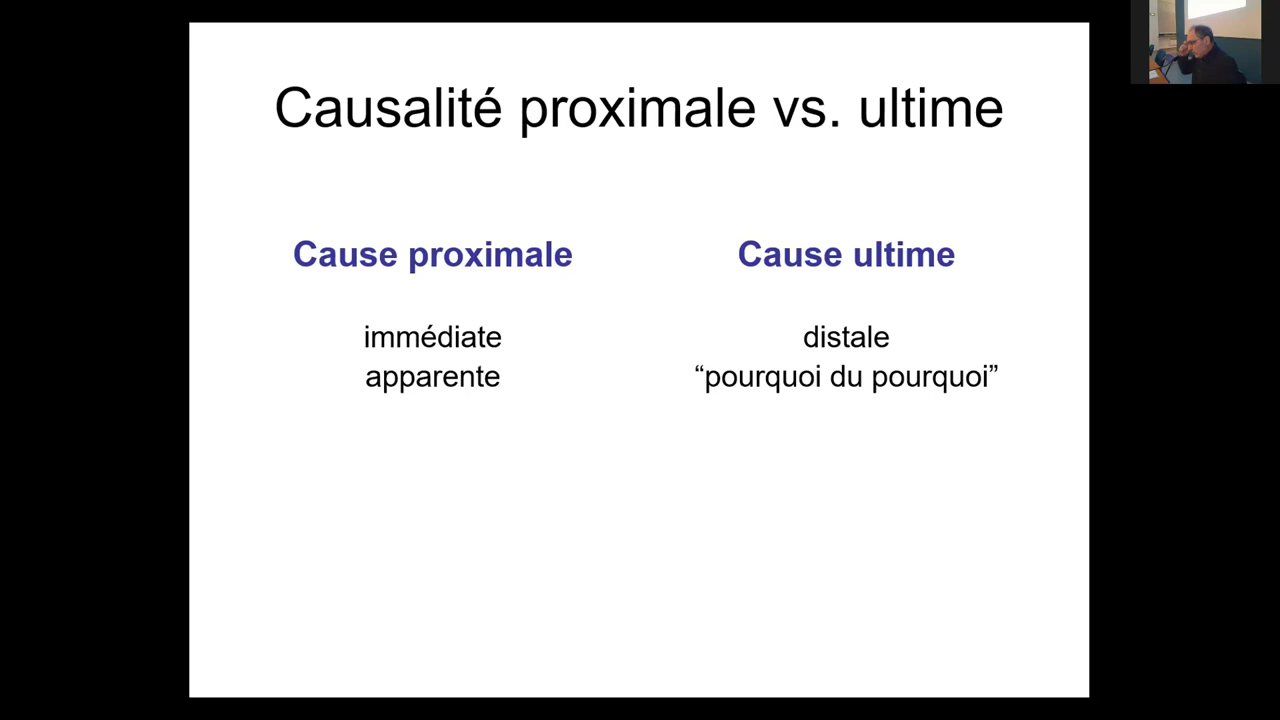 Causalité proximale vs. ultime
Cause proximale
immédiate
apparente
Cause ultime
distale
“pourquoi du pourquoi”